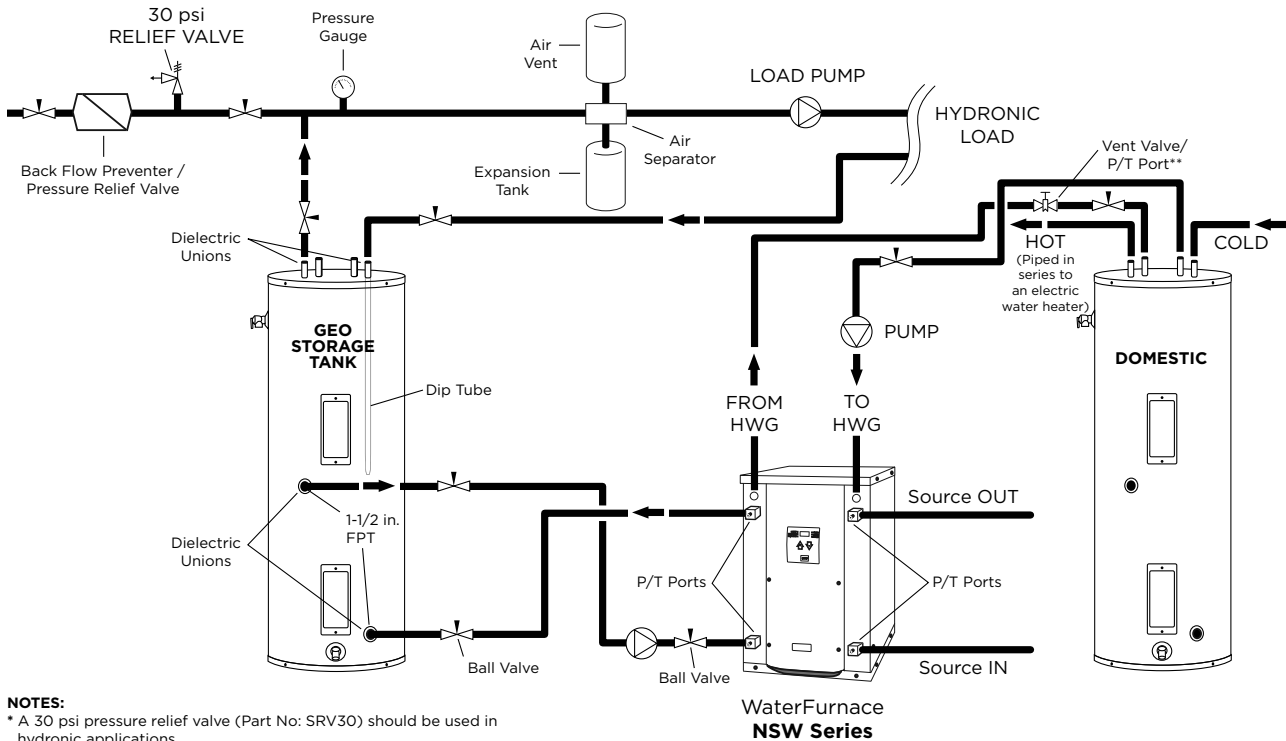 30 psi
RELIEF VALVE
Pressure
Gauge
Air
Vent
LOAD PUMP
HYDRONIC
LOAD
Vent Valve/
P/T Port**
Back Flow Preventer /
Pressure Relief Valve
Air
Separator
Expansion
Tank
Dielectric
Unions
HOT
(Piped in
series to
an electric
water heater)
COLD
GEO
STORAGE
TANK
Dip Tube
PUMP
DOMESTIC
FROM
HWG
TO
HWG
Source OUT
1-1/2 in.
FPT
Dielectric
Unions
P/T Ports
P/T Ports
Ball Valve
Ball Valve
Source IN
WaterFurnace
NSW Series
NOTES:
* A 30 psi pressure relief valve (Part No: SRV30) should be used in
hydronic applications.